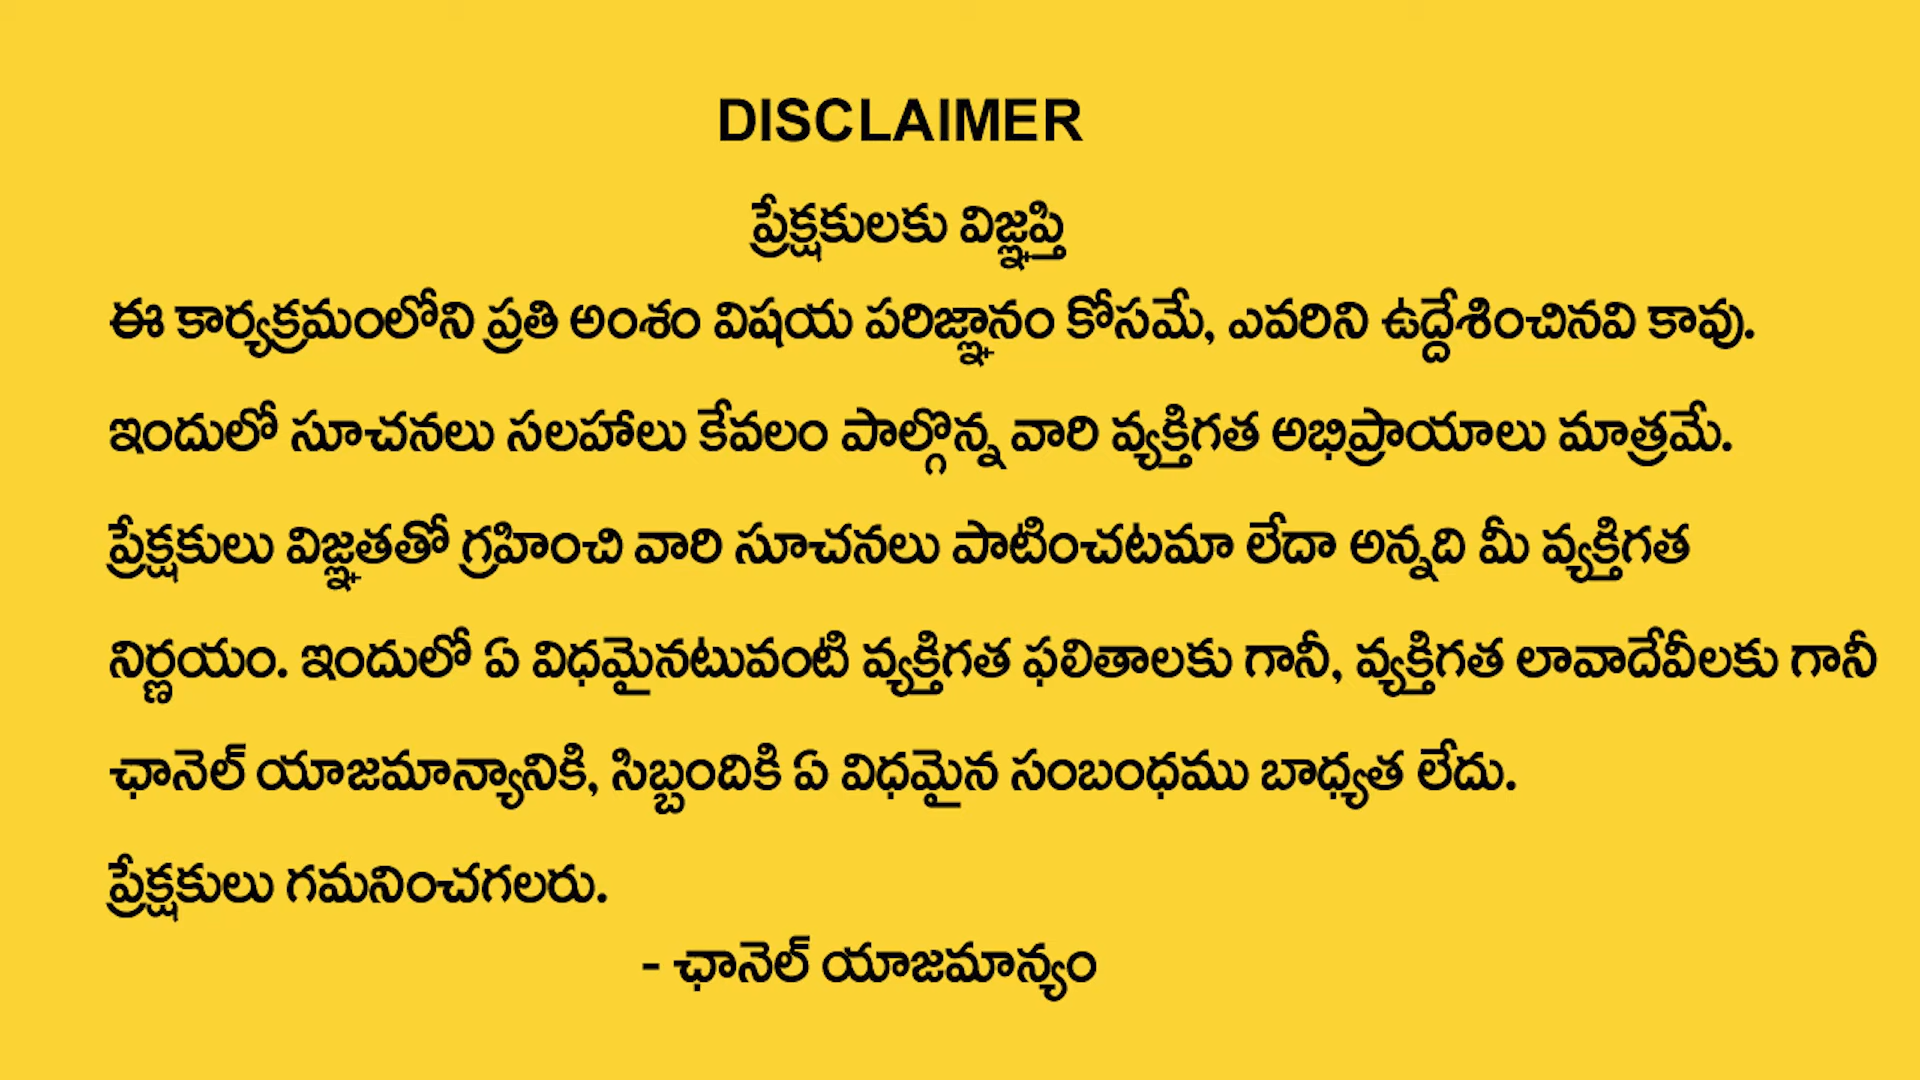 DISCLAIMER
ప్రేక్షకులకు విజ్ఞప్తి
ఈ కార్యక్రమంలోని ప్రతి అంశం విషయ పరిజ్ఞానం కోసమే, ఎవరిని ఉద్దేశించినవి కావు.
ఇందులో సూచనలు సలహాలు కేవలం పాల్గొన్న వారి వ్యక్తిగత అభిప్రాయాలు మాత్రమే.
ప్రేక్షకులు విజ్ఞతతో గ్రహించి వారి సూచనలు పాటించటమా లేదా అన్నది మీ వ్యక్తిగత
నిర్ణయం. ఇందులో ఏ విధమైనటువంటి వ్యక్తిగత ఫలితాలకు గానీ, వ్యక్తిగత లావాదేవీలకు గానీ
ఛానెల్ యాజమాన్యానికి, సిబ్బందికి ఏ విధమైన సంబంధము బాధ్యత లేదు.
ప్రేక్షకులు గమనించగలరు.
- ఛానెల్ యాజమాన్యం